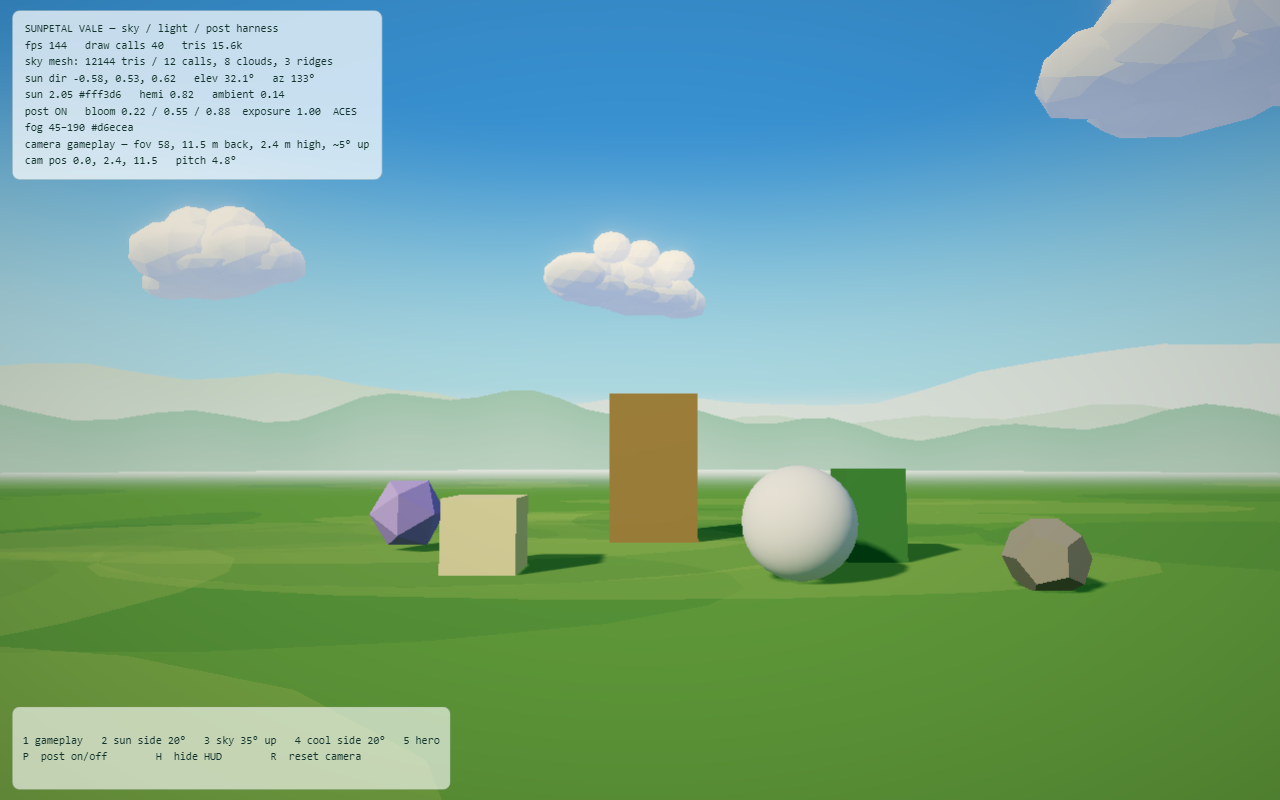 SUNPETAL VALE — sky / light / post harness
fps 144   draw calls 40   tris 15.6k
sky mesh: 12144 tris / 12 calls, 8 clouds, 3 ridges
sun dir -0.58, 0.53, 0.62   elev 32.1°   az 133°
sun 2.05 #fff3d6   hemi 0.82   ambient 0.14
post ON   bloom 0.22 / 0.55 / 0.88  exposure 1.00  ACES
fog 45–190 #d6ecea
camera gameplay — fov 58, 11.5 m back, 2.4 m high, ~5° up
cam pos 0.0, 2.4, 11.5   pitch 4.8°
1 gameplay   2 sun side 20°   3 sky 35° up   4 cool side 20°   5 hero
P  post on/off        H  hide HUD        R  reset camera